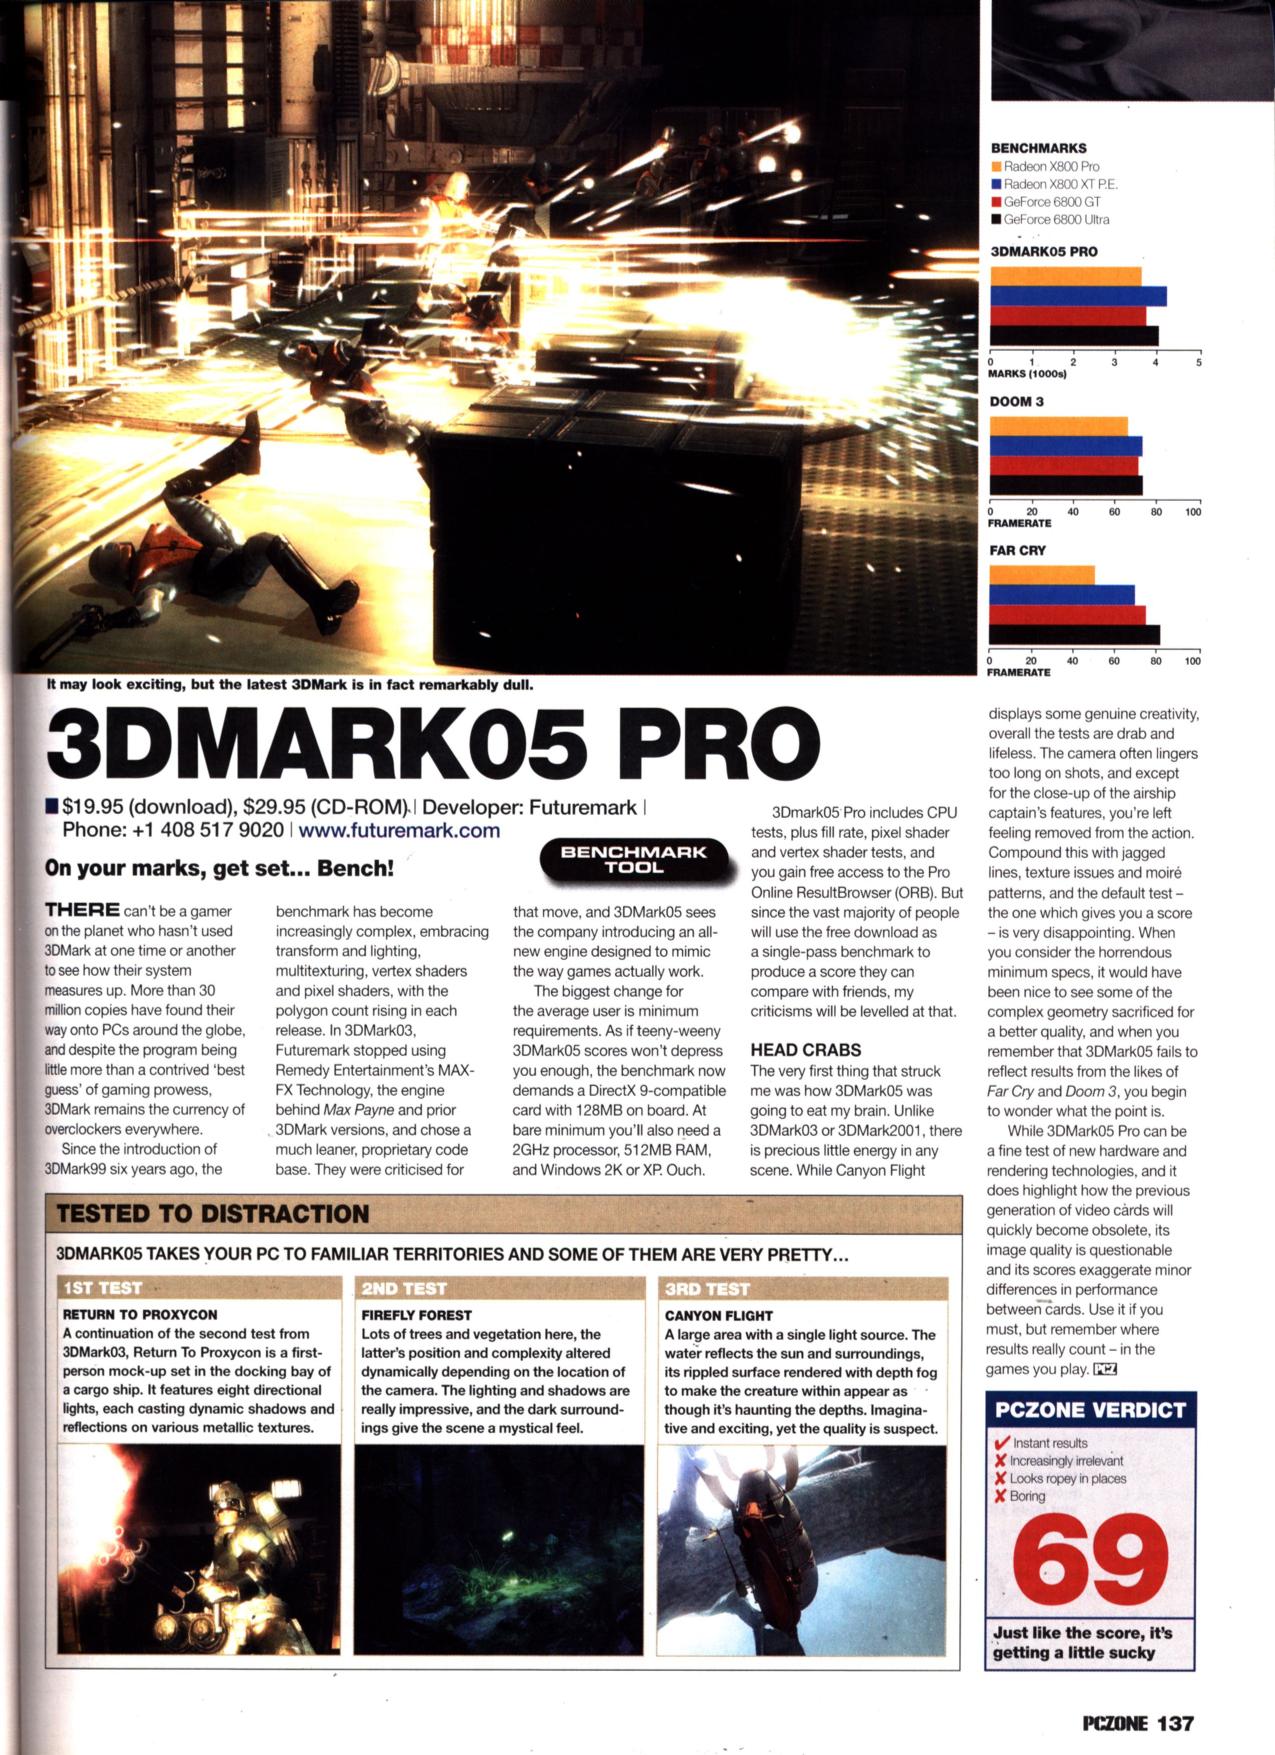 BENCHMARKS
Radeon X800 Pro
Radeon X800 XT P.E.
GeForce 6800 GT
GeForce 6800 Ultra
3DMARK05 PRO
0 1 2 3 4 5
MARKS (1000s)
DOOM 3
0 20 40 60 80 100
FRAMERATE
FAR CRY
0 20 40 60 80 100
FRAMERATE
It may look exciting, but the latest 3DMark is in fact remarkably dull.
3DMARK05 PRO
$19.95 (download), $29.95 (CD-ROM) | Developer: Futuremark |
Phone: +1 408 517 9020 | www.futuremark.com
On your marks, get set... Bench!
BENCHMARK
TOOL
THERE can't be a gamer
on the planet who hasn't used
3DMark at one time or another
to see how their system
measures up. More than 30
million copies have found their
way onto PCs around the globe,
and despite the program being
little more than a contrived 'best
guess' of gaming prowess,
3DMark remains the currency of
overclockers everywhere.
Since the introduction of
3DMark99 six years ago, the
benchmark has become
increasingly complex, embracing
transform and lighting,
multitexturing, vertex shaders
and pixel shaders, with the
polygon count rising in each
release. In 3DMark03,
Futuremark stopped using
Remedy Entertainment's MAX-
FX Technology, the engine
behind Max Payne and prior
3DMark versions, and chose a
much leaner, proprietary code
base. They were criticised for
that move, and 3DMark05 sees
the company introducing an all-
new engine designed to mimic
the way games actually work.
The biggest change for
the average user is minimum
requirements. As if teeny-weeny
3DMark05 scores won't depress
you enough, the benchmark now
demands a DirectX 9-compatible
card with 128MB on board. At
bare minimum you'll also need a
2GHz processor, 512MB RAM,
and Windows 2K or XP. Ouch.
3Dmark05 Pro includes CPU
tests, plus fill rate, pixel shader
and vertex shader tests, and
you gain free access to the Pro
Online ResultBrowser (ORB). But
since the vast majority of people
will use the free download as
a single-pass benchmark to
produce a score they can
compare with friends, my
criticisms will be levelled at that.
HEAD CRABS
The very first thing that struck
me was how 3DMark05 was
going to eat my brain. Unlike
3DMark03 or 3DMark2001, there
is precious little energy in any
scene. While Canyon Flight
displays some genuine creativity,
overall the tests are drab and
lifeless. The camera often lingers
too long on shots, and except
for the close-up of the airship
captain's features, you're left
feeling removed from the action.
Compound this with jagged
lines, texture issues and moiré
patterns, and the default test –
the one which gives you a score
– is very disappointing. When
you consider the horrendous
minimum specs, it would have
been nice to see some of the
complex geometry sacrificed for
a better quality, and when you
remember that 3DMark05 fails to
reflect results from the likes of
Far Cry and Doom 3, you begin
to wonder what the point is.
While 3DMark05 Pro can be
a fine test of new hardware and
rendering technologies, and it
does highlight how the previous
generation of video cards will
quickly become obsolete, its
image quality is questionable
and its scores exaggerate minor
differences in performance
between cards. Use it if you
must, but remember where
results really count – in the
games you play. PCZ
TESTED TO DISTRACTION
3DMARK05 TAKES YOUR PC TO FAMILIAR TERRITORIES AND SOME OF THEM ARE VERY PRETTY...
1ST TEST
RETURN TO PROXYCON
A continuation of the second test from
3DMark03, Return To Proxycon is a first-
person mock-up set in the docking bay of
a cargo ship. It features eight directional
lights, each casting dynamic shadows and
reflections on various metallic textures.
2ND TEST
FIREFLY FOREST
Lots of trees and vegetation here, the
latter's position and complexity altered
dynamically depending on the location of
the camera. The lighting and shadows are
really impressive, and the dark surround-
ings give the scene a mystical feel.
3RD TEST
CANYON FLIGHT
A large area with a single light source. The
water reflects the sun and surroundings,
its rippled surface rendered with depth fog
to make the creature within appear as
though it's haunting the depths. Imagina-
tive and exciting, yet the quality is suspect.
PCZONE VERDICT
Instant results
Increasingly irrelevant
Looks ropey in places
Boring
69
Just like the score, it's
getting a little sucky
PCZONE 137